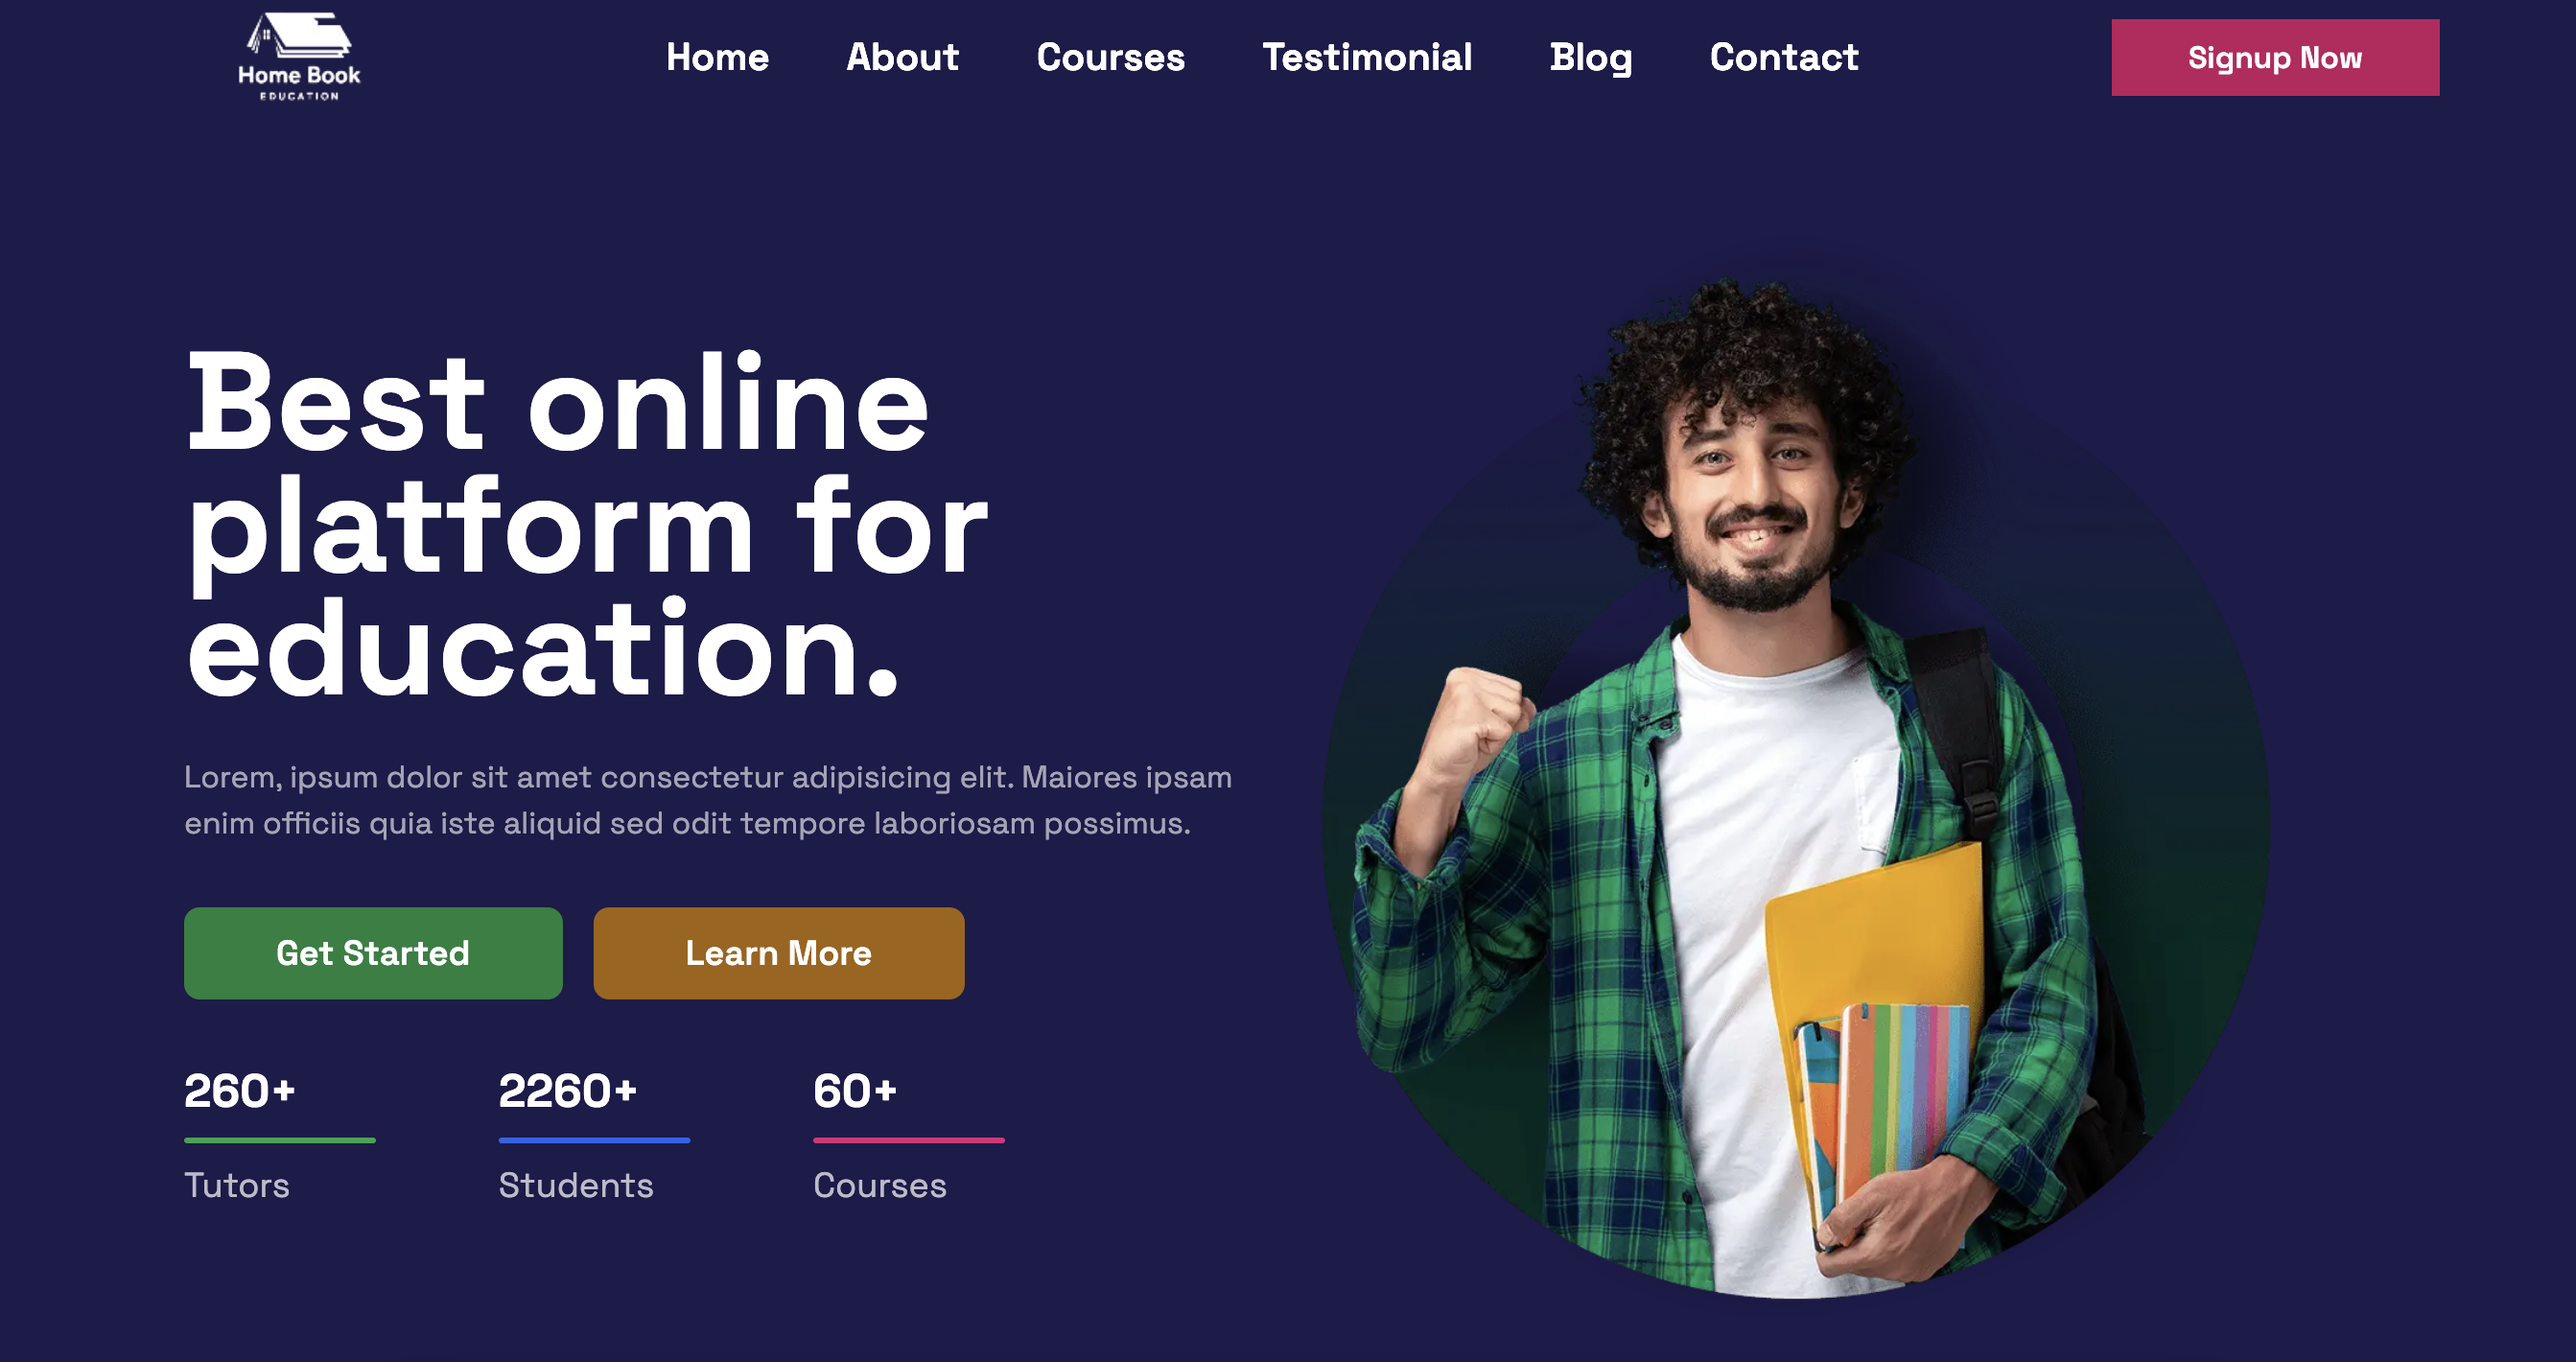 Home Book
EDUCATION
Home About Courses Testimonial Blog Contact
Signup Now
Best online
platform for
education.
Lorem, ipsum dolor sit amet consectetur adipisicing elit. Maiores ipsam
enim officiis quia iste aliquid sed odit tempore laboriosam possimus.
Get Started Learn More
260+ 2260+ 60+
Tutors Students Courses